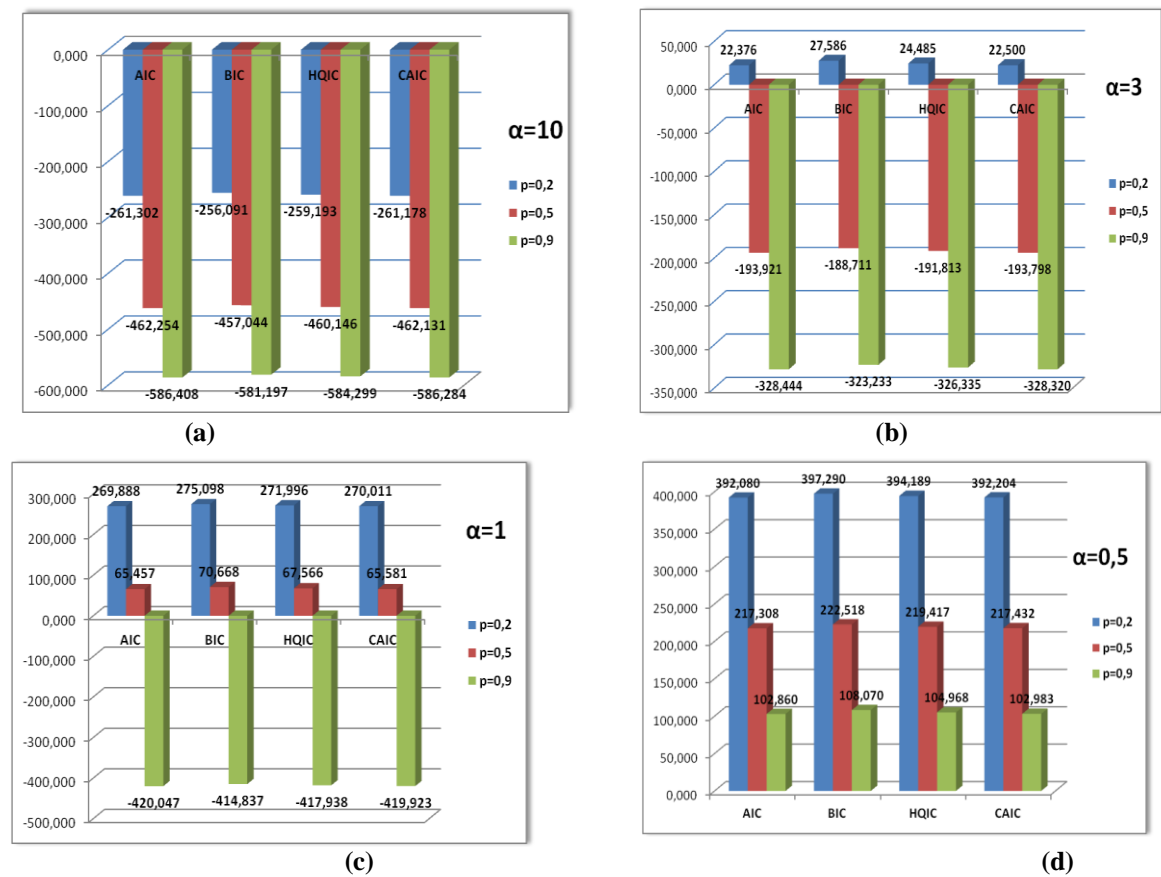 0,000
-100,000
-200,000
-300,000
-400,000
-500,000
-600,000
AIC BIC HQIC CAIC
-261,302 -256,091 -259,193 -261,178
-462,254 -457,044 -460,146 -462,131
-586,408 -581,197 -584,299 -586,284
α=10
p=0,2
p=0,5
p=0,9
(a)
50,000
0,000
-50,000
-100,000
-150,000
-200,000
-250,000
-300,000
-350,000
22,376 27,586 24,485 22,500
AIC BIC HQIC CAIC
-193,921 -188,711 -191,813 -193,798
-328,444 -323,233 -326,335 -328,320
α=3
p=0,2
p=0,5
p=0,9
(b)
300,000
200,000
100,000
0,000
-100,000
-200,000
-300,000
-400,000
-500,000
269,888 275,098 271,996 270,011
65,457 70,668 67,566 65,581
AIC BIC HQIC CAIC
-420,047 -414,837 -417,938 -419,923
α=1
p=0,2
p=0,5
p=0,9
(c)
400,000
350,000
300,000
250,000
200,000
150,000
100,000
50,000
0,000
392,080 397,290 394,189 392,204
217,308 222,518 219,417 217,432
102,860 108,070 104,968 102,983
AIC BIC HQIC CAIC
α=0,5
p=0,2
p=0,5
p=0,9
(d)